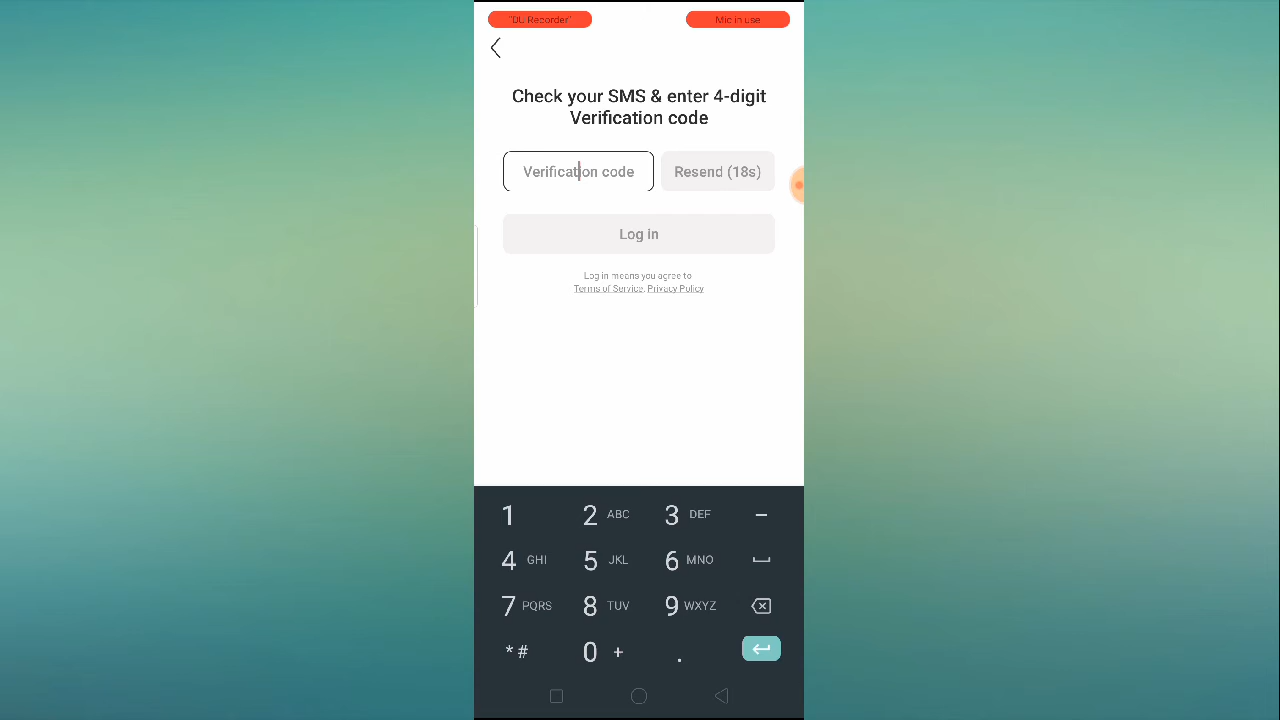 "DU Recorder" Mic in use
Check your SMS & enter 4-digit
Verification code
Verification code Resend (18s)
Log in
Log in means you agree to
Terms of Service, Privacy Policy
1 2 ABC 3 DEF –
4 GHI 5 JKL 6 MNO
7 PQRS 8 TUV 9 WXYZ
* # 0 + .